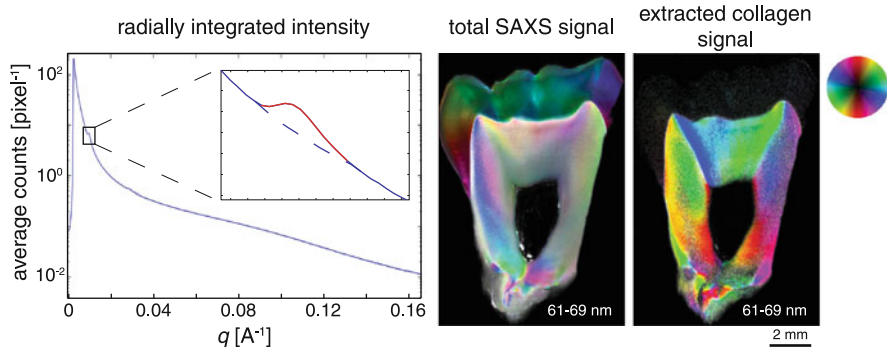 radially integrated intensity
average counts [pixel⁻¹]
10²
10⁰
10⁻²
0
0.04
0.08
0.12
0.16
q [A⁻¹]
total SAXS signal
61-69 nm
extracted collagen
signal
61-69 nm
2 mm